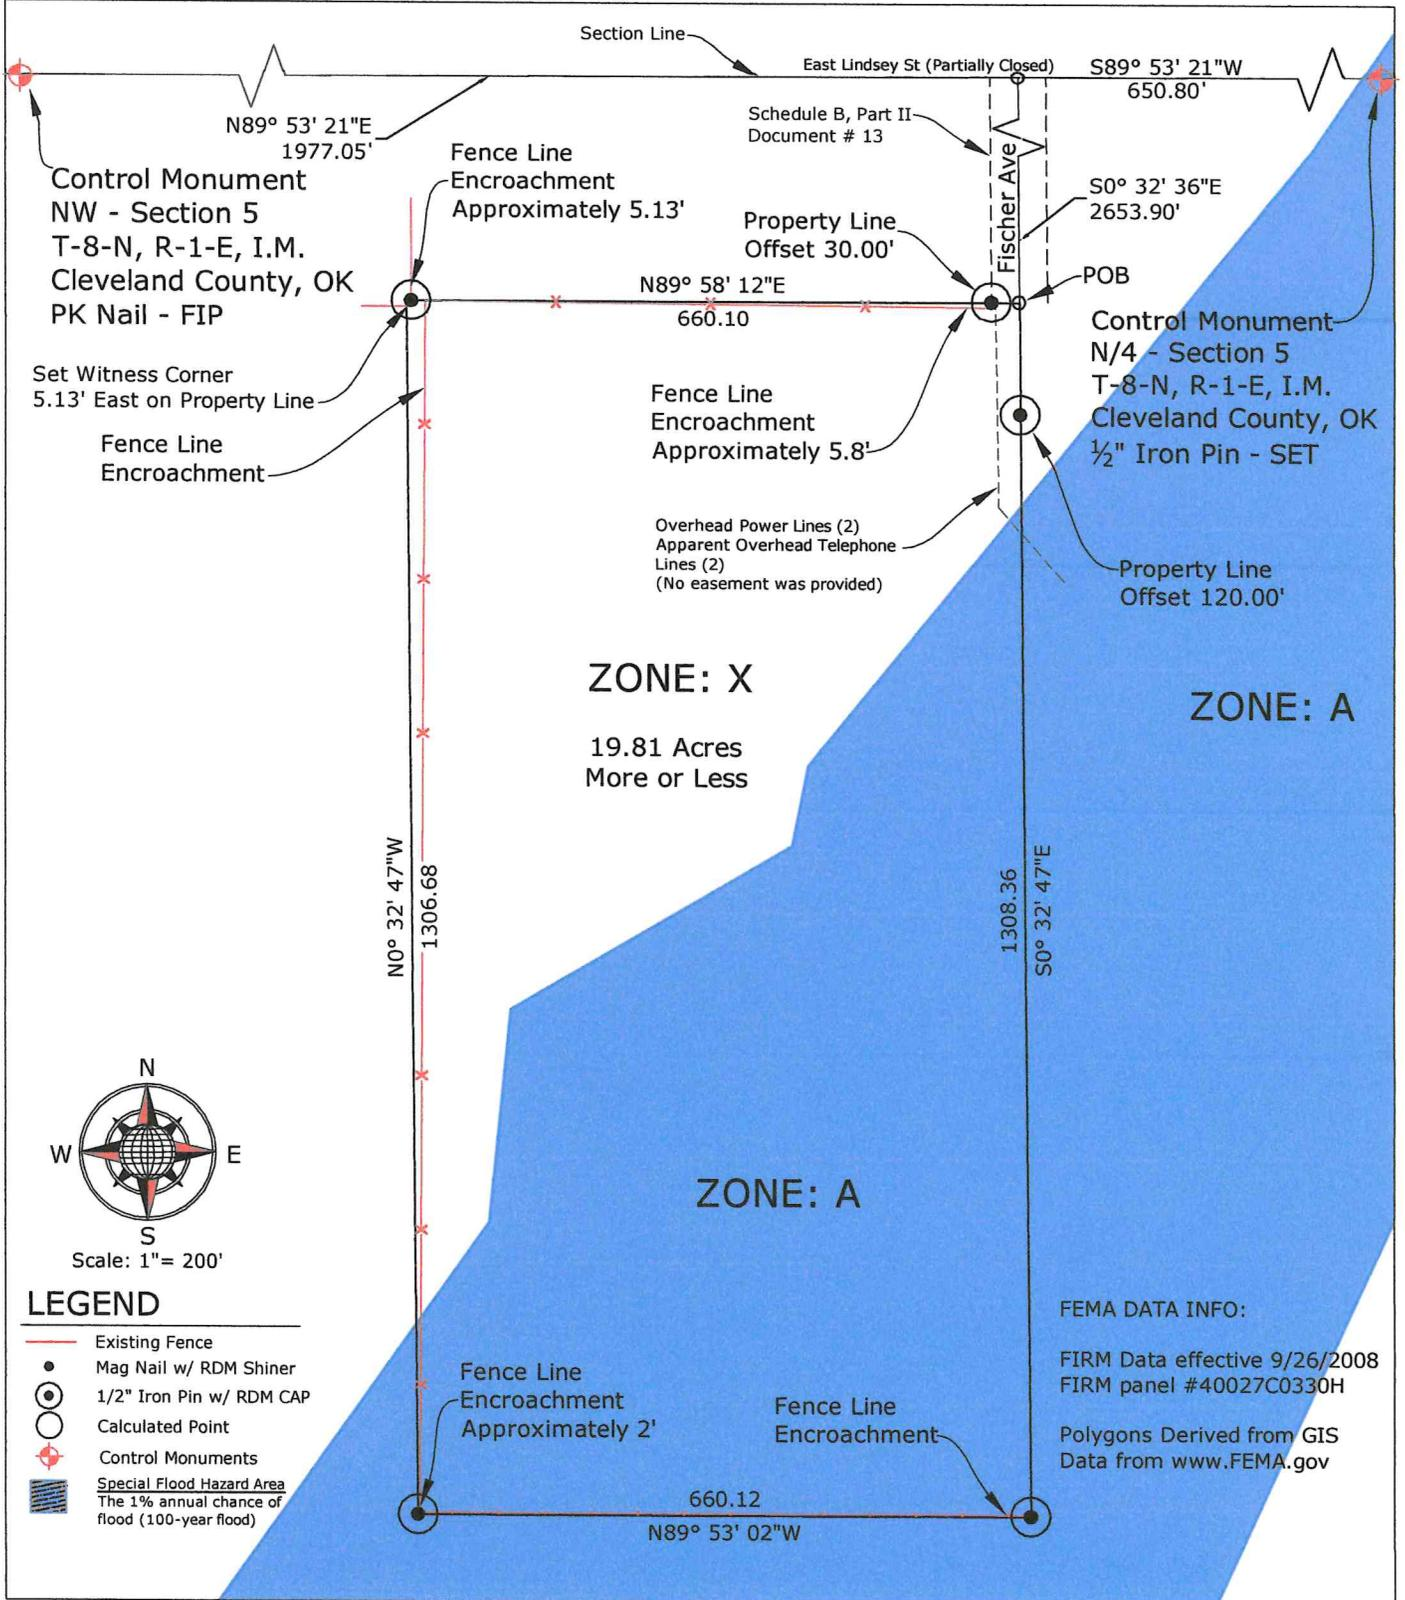 Section Line
East Lindsey St (Partially Closed)
S89° 53' 21"W
650.80'
N89° 53' 21"E
1977.05'
Schedule B, Part II
Document # 13
Fischer Ave
S0° 32' 36"E
2653.90'
Control Monument
NW - Section 5
T-8-N, R-1-E, I.M.
Cleveland County, OK
PK Nail - FIP
Fence Line
Encroachment
Approximately 5.13'
Property Line
Offset 30.00'
POB
N89° 58' 12"E
660.10
Control Monument
N/4 - Section 5
T-8-N, R-1-E, I.M.
Cleveland County, OK
½" Iron Pin - SET
Set Witness Corner
5.13' East on Property Line
Fence Line
Encroachment
Fence Line
Encroachment
Approximately 5.8'
Overhead Power Lines (2)
Apparent Overhead Telephone
Lines (2)
(No easement was provided)
Property Line
Offset 120.00'
ZONE: X
19.81 Acres
More or Less
ZONE: A
N0° 32' 47"W
1306.68
1308.36
S0° 32' 47"E
N
W
E
S
Scale: 1"= 200'
ZONE: A
LEGEND
Existing Fence
Mag Nail w/ RDM Shiner
1/2" Iron Pin w/ RDM CAP
Calculated Point
Control Monuments
Special Flood Hazard Area
The 1% annual chance of
flood (100-year flood)
Fence Line
Encroachment
Approximately 2'
Fence Line
Encroachment
660.12
N89° 53' 02"W
FEMA DATA INFO:
FIRM Data effective 9/26/2008
FIRM panel #40027C0330H
Polygons Derived from GIS
Data from www.FEMA.gov